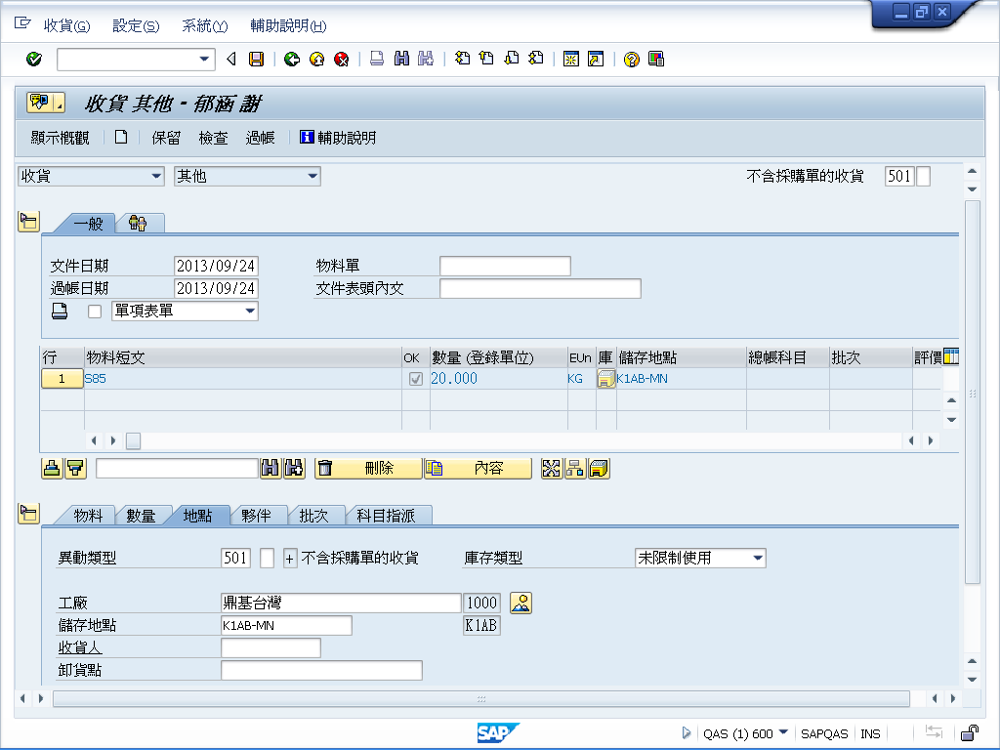 收貨(G) 設定(S) 系統(Y) 輔助說明(H)
收貨 其他 - 郁涵 謝
顯示概觀 保留 檢查 過帳 輔助說明
收貨 其他 不含採購單的收貨 501
一般
文件日期 2013/09/24 物料單
過帳日期 2013/09/24 文件表頭內文
單項表單
行 物料短文 OK 數量 (登錄單位) EUn 庫 儲存地點 總帳科目 批次 評價
1 S85 20.000 KG K1AB-MN
刪除 內容
物料 數量 地點 夥伴 批次 科目指派
異動類型 501 + 不含採購單的收貨 庫存類型 未限制使用
工廠 鼎基台灣 1000
儲存地點 K1AB-MN K1AB
收貨人
卸貨點
SAP QAS (1) 600 SAPQAS INS